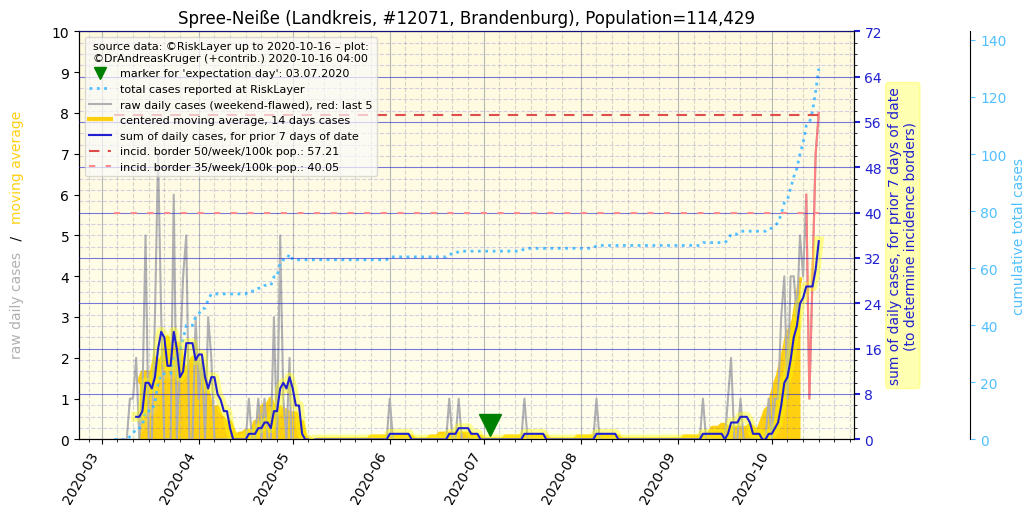 Spree-Neiße (Landkreis, #12071, Brandenburg), Population=114,429
source data: ©RiskLayer up to 2020-10-16 – plot:
©DrAndreasKruger (+contrib.) 2020-10-16 04:00
marker for 'expectation day': 03.07.2020
total cases reported at RiskLayer
raw daily cases (weekend-flawed), red: last 5
centered moving average, 14 days cases
sum of daily cases, for prior 7 days of date
incid. border 50/week/100k pop.: 57.21
incid. border 35/week/100k pop.: 40.05
raw daily cases / moving average
10
9
8
7
6
5
4
3
2
1
0
2020-03
2020-04
2020-05
2020-06
2020-07
2020-08
2020-09
2020-10
72
64
56
48
40
32
24
16
8
0
sum of daily cases, for prior 7 days of date
(to determine incidence borders)
140
120
100
80
60
40
20
0
cumulative total cases